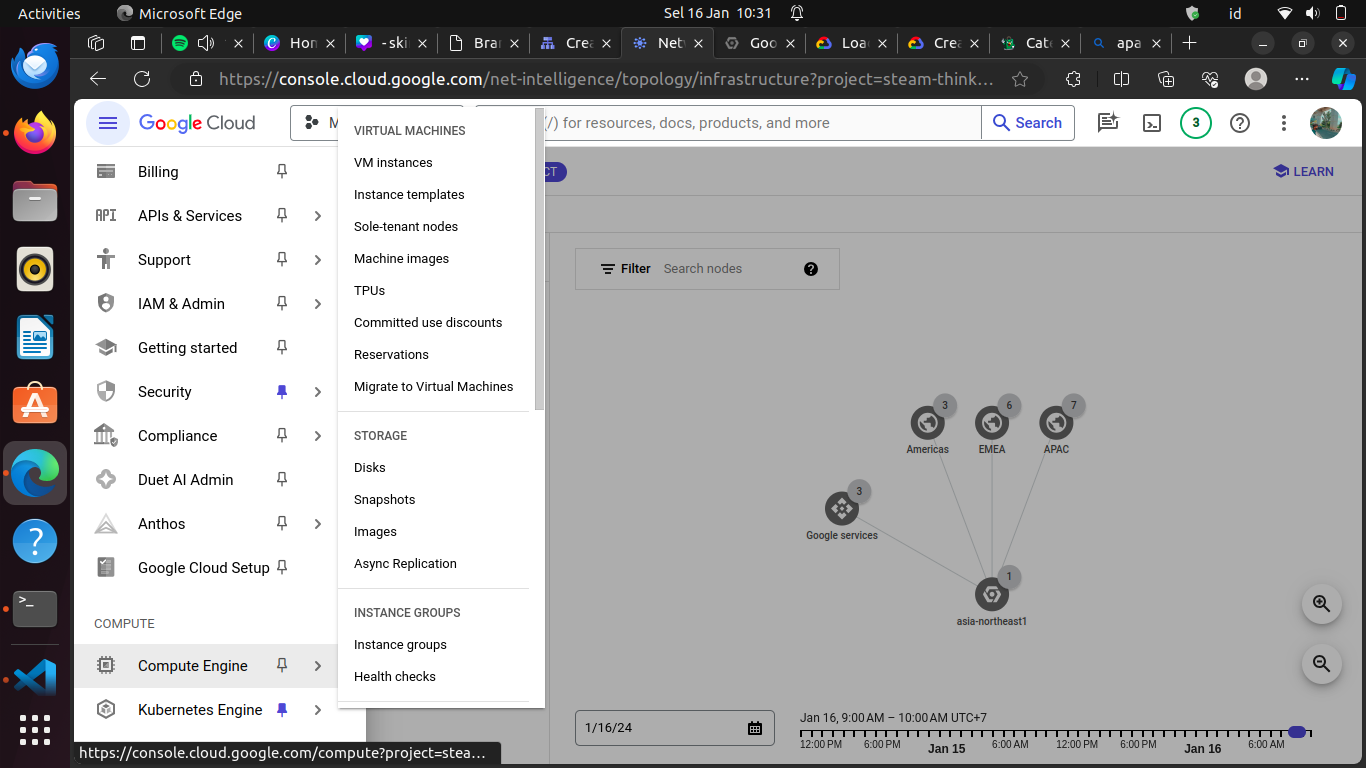 Activities
Microsoft Edge
Sel 16 Jan 10:31
id
Hon
- ski
Bra
Crea
Net
Goo
Loa
Crea
Cat
apa
https://console.cloud.google.com/net-intelligence/topology/infrastructure?project=steam-think…
Google Cloud
M
(/) for resources, docs, products, and more
Search
3
Billing
API APIs & Services
Support
IAM & Admin
Getting started
Security
Compliance
Duet AI Admin
Anthos
Google Cloud Setup
COMPUTE
Compute Engine
Kubernetes Engine
https://console.cloud.google.com/compute?project=stea…
VIRTUAL MACHINES
VM instances
Instance templates
Sole-tenant nodes
Machine images
TPUs
Committed use discounts
Reservations
Migrate to Virtual Machines
STORAGE
Disks
Snapshots
Images
Async Replication
INSTANCE GROUPS
Instance groups
Health checks
CT
LEARN
Filter Search nodes
3
6
7
Americas
EMEA
APAC
3
Google services
1
asia-northeast1
1/16/24
Jan 16, 9:00 AM – 10:00 AM UTC+7
12:00 PM
6:00 PM
Jan 15
6:00 AM
12:00 PM
6:00 PM
Jan 16
6:00 AM